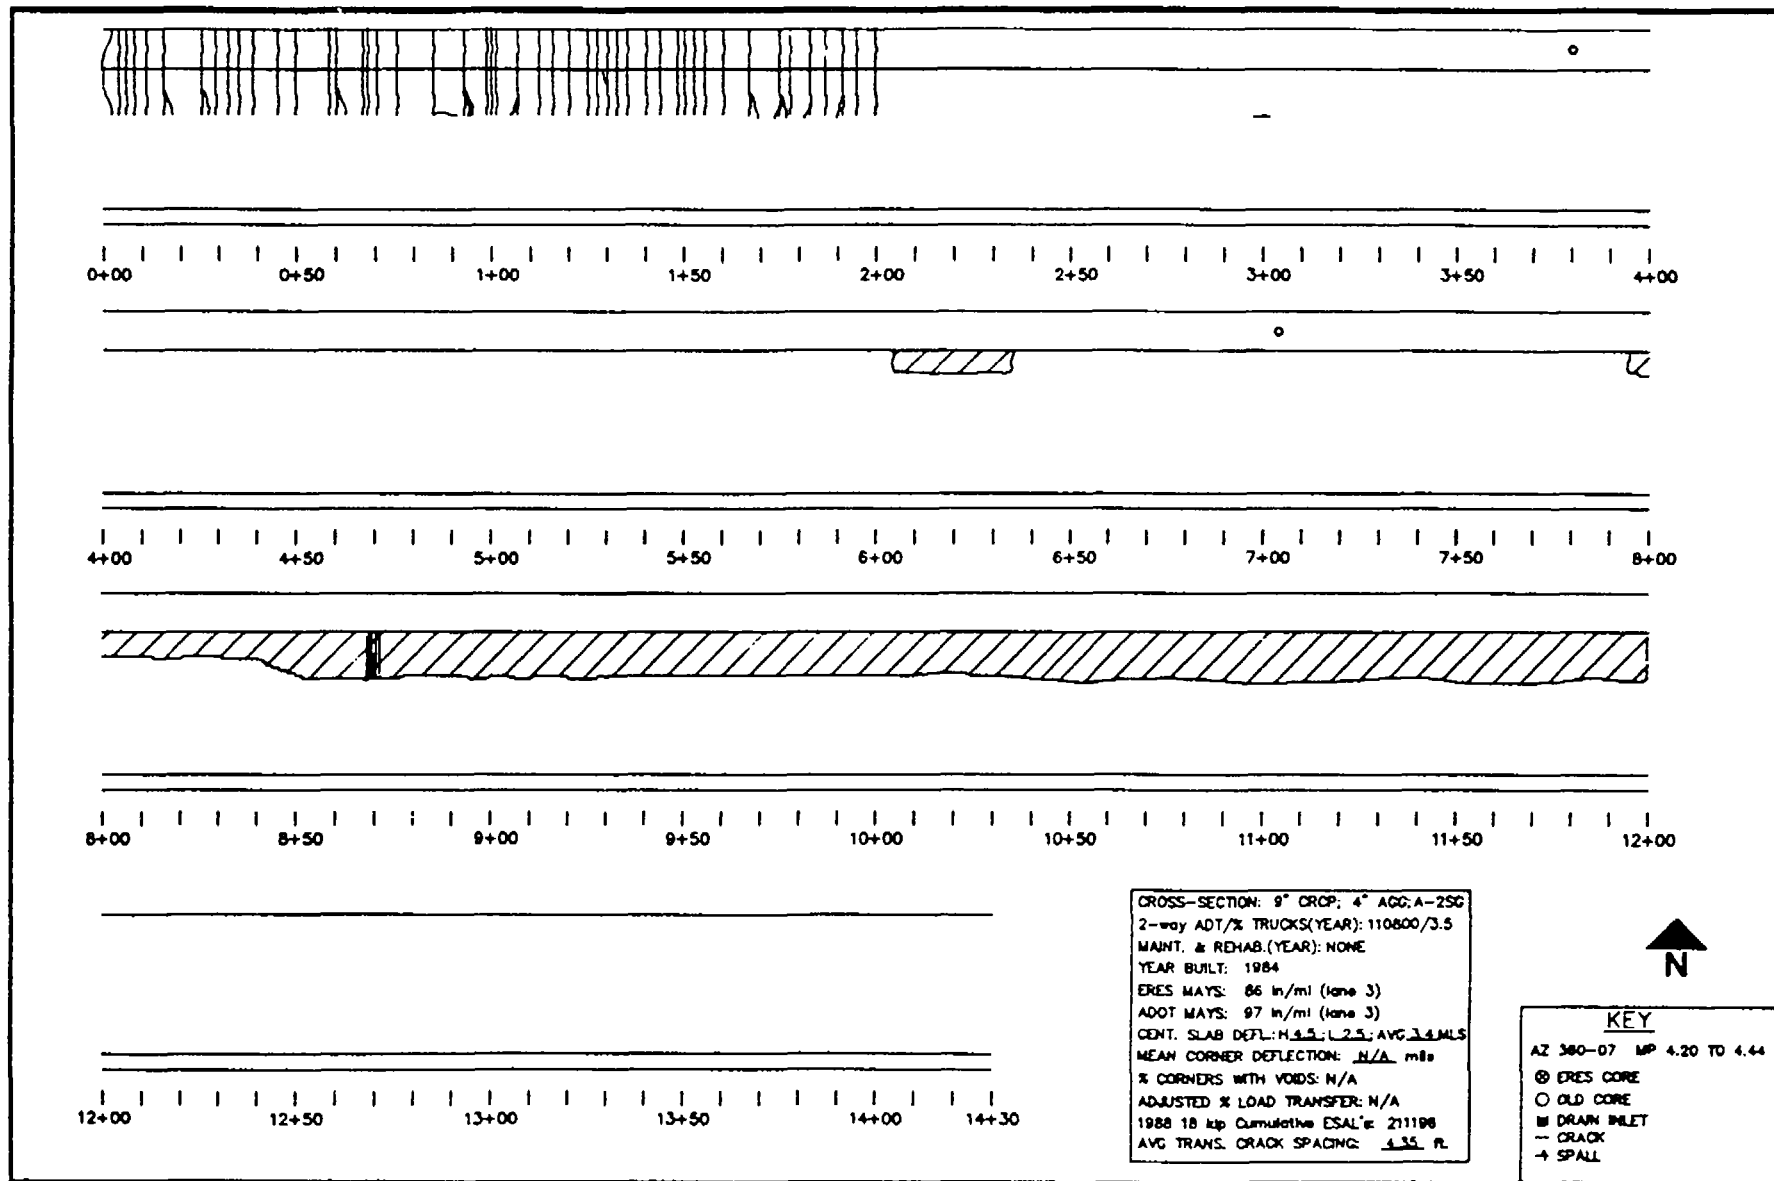 0+00 0+50 1+00 1+50 2+00 2+50 3+00 3+50 4+00
4+00 4+50 5+00 5+50 6+00 6+50 7+00 7+50 8+00
8+00 8+50 9+00 9+50 10+00 10+50 11+00 11+50 12+00
12+00 12+50 13+00 13+50 14+00 14+30
CROSS-SECTION: 9" CRCP; 4" AGG; A-2SG
2-way ADT/% TRUCKS(YEAR): 110800/3.5
MAINT. & REHAB.(YEAR): NONE
YEAR BUILT: 1984
ERES MAYS: 86 in/mi (lane 3)
ADOT MAYS: 97 in/mi (lane 3)
CENT. SLAB DEFL.: H 4.5; L 2.5; AVG 3.4 MLS
MEAN CORNER DEFLECTION: N/A mils
% CORNERS WITH VOIDS: N/A
ADJUSTED % LOAD TRANSFER: N/A
1988 18 kip Cumulative ESAL's: 211198
AVG TRANS. CRACK SPACING: 4.35 ft.
N
KEY
AZ 360-07 MP 4.20 TO 4.44
ERES CORE
OLD CORE
DRAIN INLET
CRACK
SPALL